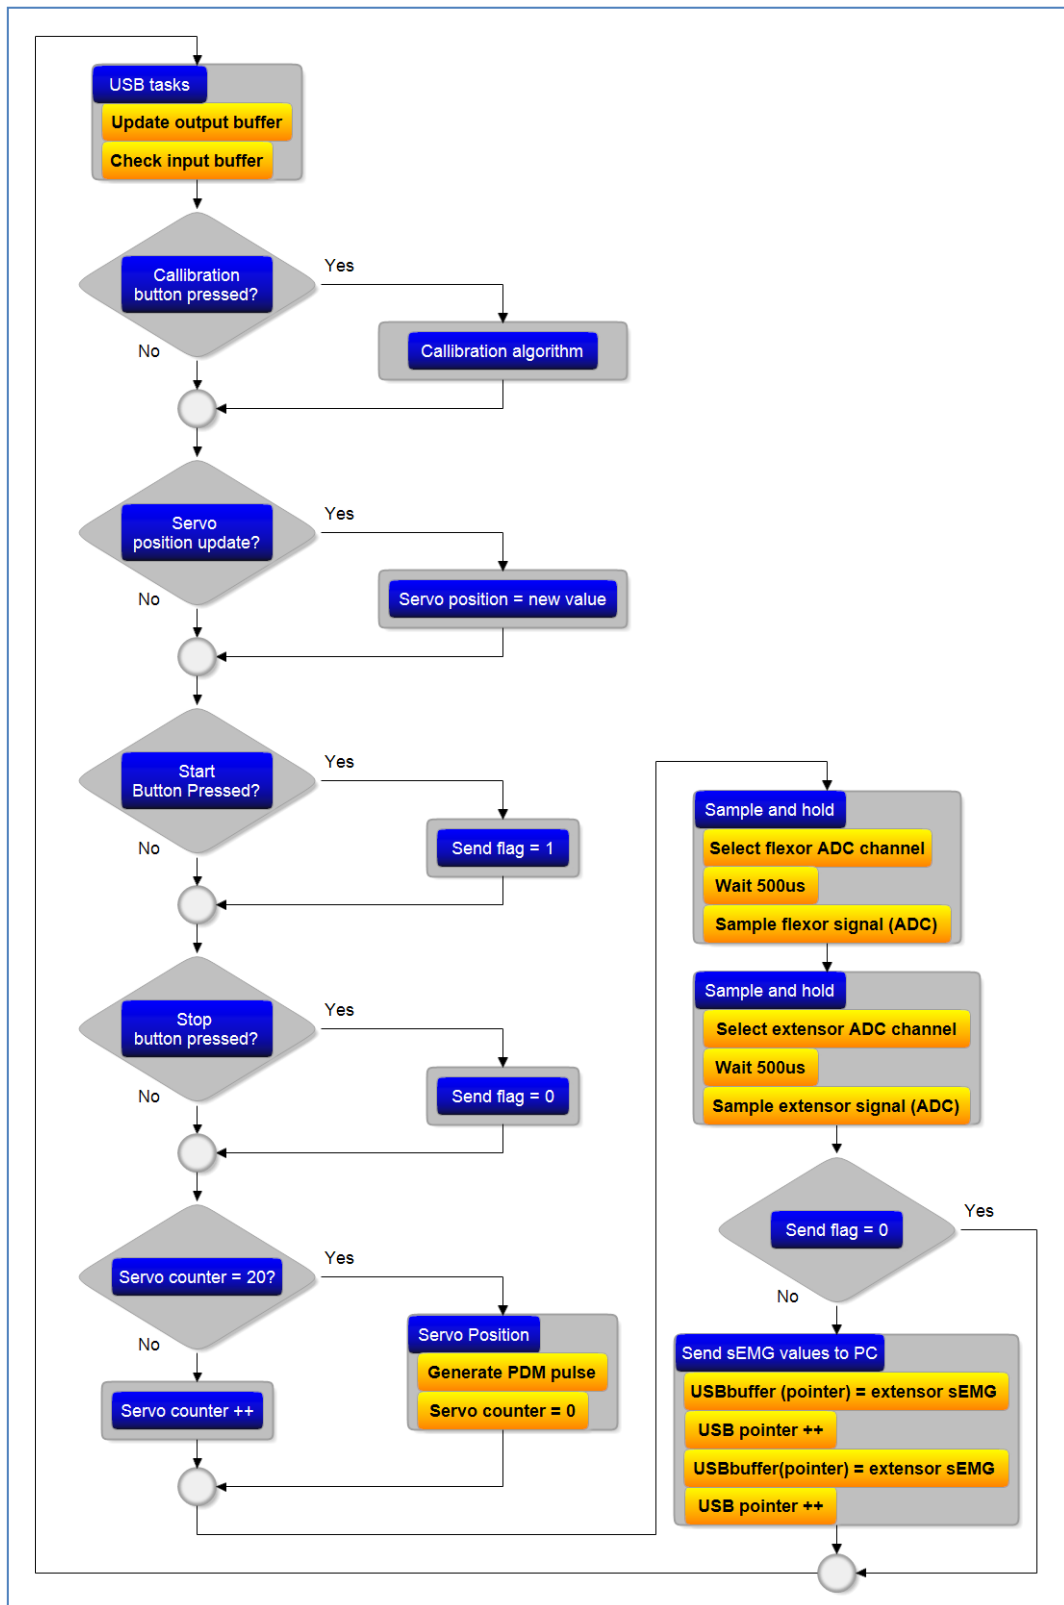 USB tasks
Update output buffer
Check input buffer
Callibration
button pressed?
Yes
No
Callibration algorithm
Servo
position update?
Yes
No
Servo position = new value
Start
Button Pressed?
Yes
No
Send flag = 1
Stop
button pressed?
Yes
No
Send flag = 0
Servo counter = 20?
Yes
No
Servo Position
Generate PDM pulse
Servo counter = 0
Servo counter ++
Sample and hold
Select flexor ADC channel
Wait 500us
Sample flexor signal (ADC)
Sample and hold
Select extensor ADC channel
Wait 500us
Sample extensor signal (ADC)
Send flag = 0
Yes
No
Send sEMG values to PC
USBbuffer (pointer) = extensor sEMG
USB pointer ++
USBbuffer(pointer) = extensor sEMG
USB pointer ++